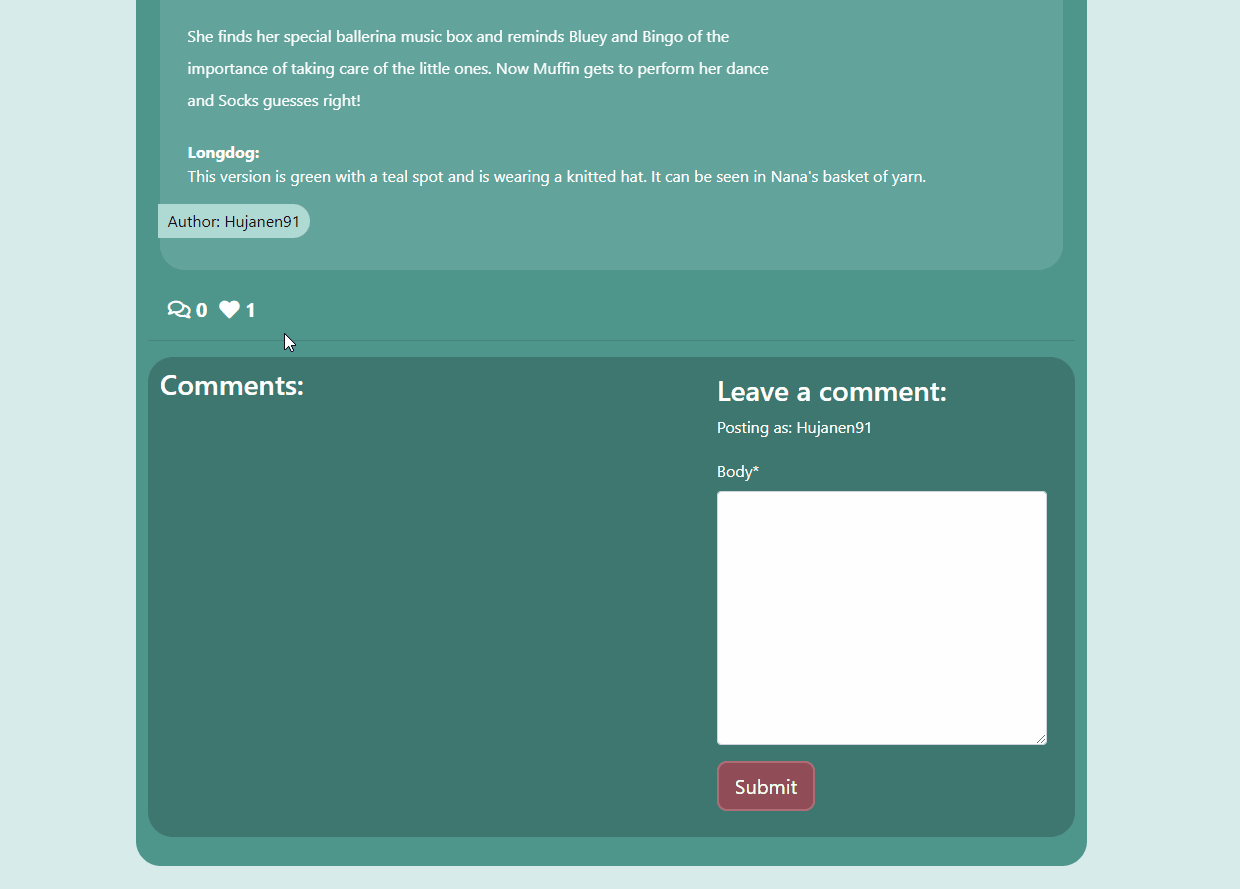 She finds her special ballerina music box and reminds Bluey and Bingo of the
importance of taking care of the little ones. Now Muffin gets to perform her dance
and Socks guesses right!
Longdog:
This version is green with a teal spot and is wearing a knitted hat. It can be seen in Nana's basket of yarn.
Author: Hujanen91
0 1
Comments:
Leave a comment:
Posting as: Hujanen91
Body*
Submit